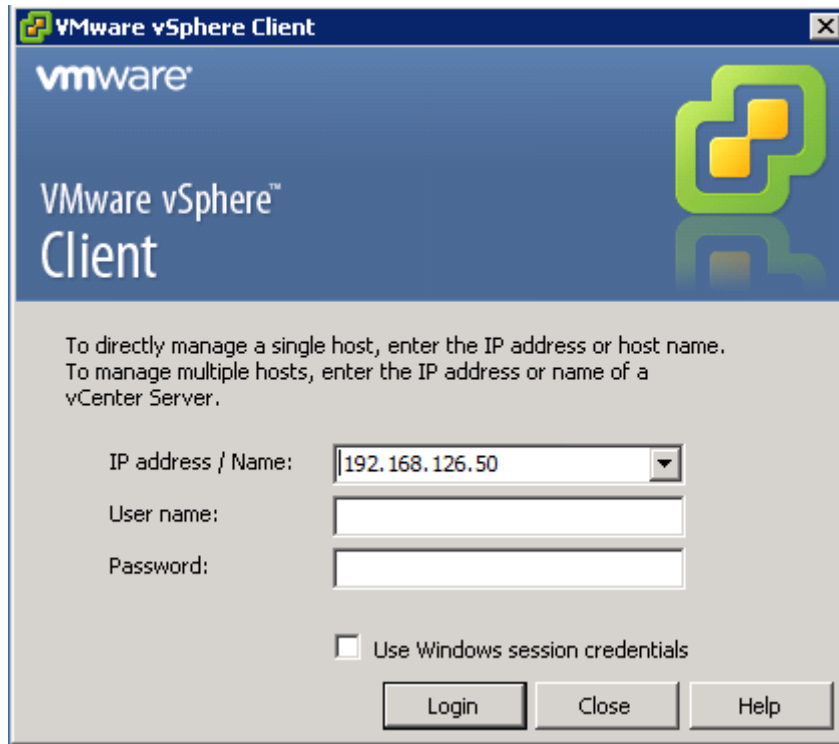 VMware vSphere Client
vmware
VMware vSphere™
Client
To directly manage a single host, enter the IP address or host name.
To manage multiple hosts, enter the IP address or name of a
vCenter Server.
IP address / Name: 192.168.126.50
User name:
Password:
Use Windows session credentials
Login Close Help